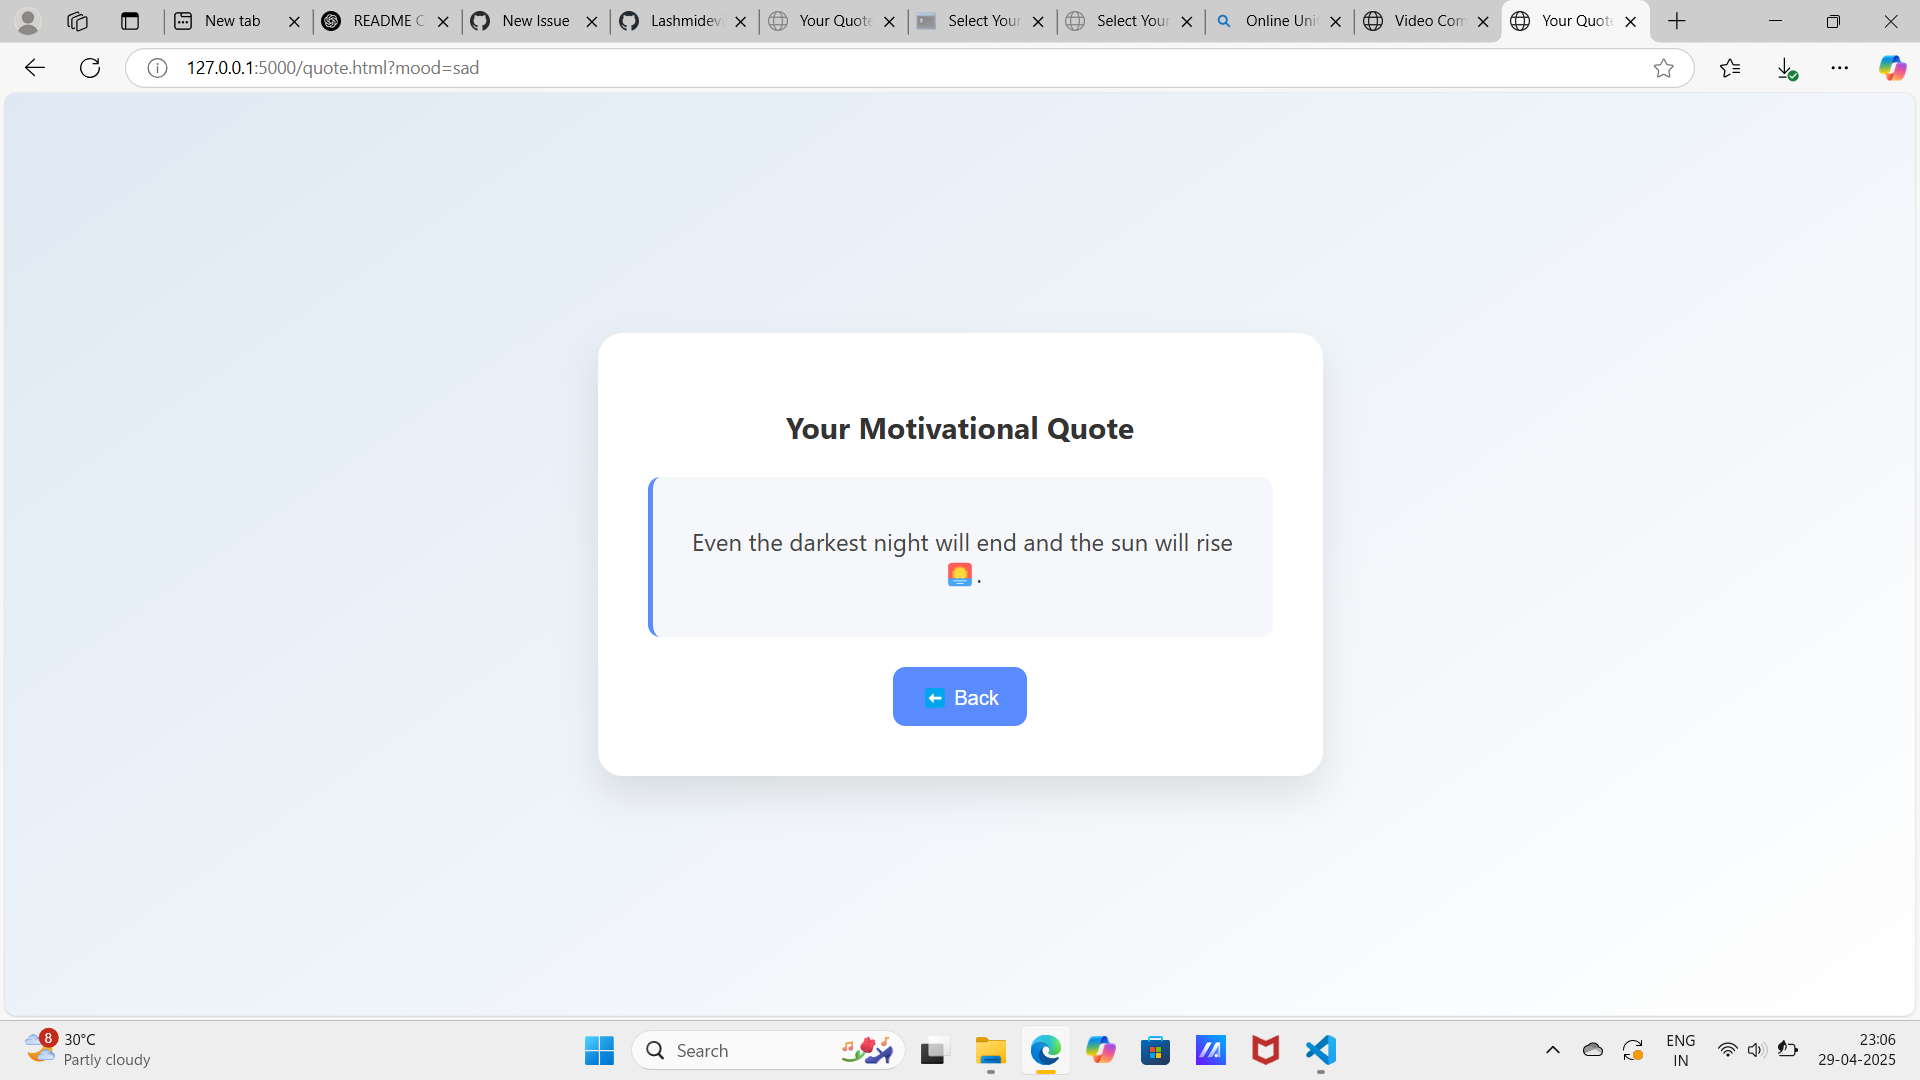 New tab
README C
New Issue
Lashmidevi
Your Quote
Select Your
Select Your
Online Uni
Video Com
Your Quote
127.0.0.1:5000/quote.html?mood=sad
Your Motivational Quote
Even the darkest night will end and the sun will rise
🌅 .
⬅️ Back
8
30°C
Partly cloudy
Search
ENG
IN
23:06
29-04-2025